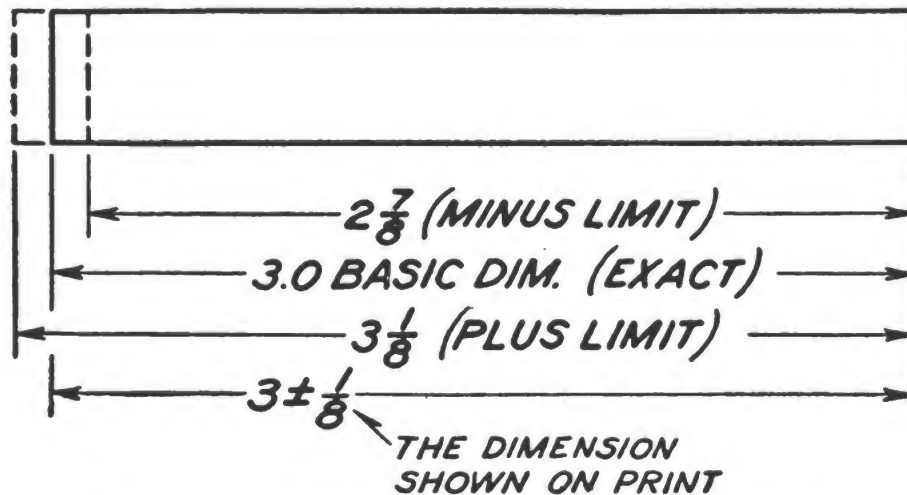 2 7/8 (MINUS LIMIT)
3.0 BASIC DIM. (EXACT)
3 1/8 (PLUS LIMIT)
3 ± 1/8
THE DIMENSION
SHOWN ON PRINT